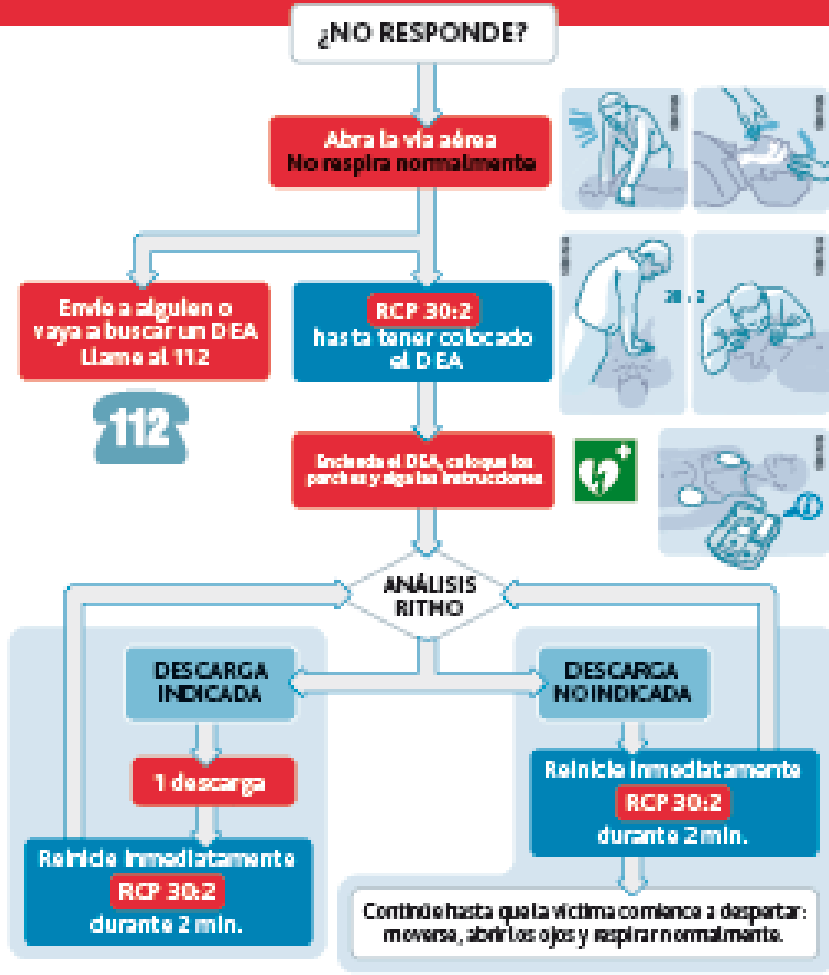 ¿NO RESPONDE?
Abra la vía aérea
No respira normalmente
Envíe a alguien o
vaya a buscar un DEA
Llame al 112
112
RCP 30:2
hasta tener colocado
el DEA
30:2
Encienda el DEA, coloque los
parches y siga las instrucciones
ANÁLISIS
RITMO
DESCARGA
INDICADA
1 descarga
Reinicie inmediatamente
RCP 30:2
durante 2 min.
DESCARGA
NO INDICADA
Reinicie inmediatamente
RCP 30:2
durante 2 min.
Continúe hasta que la víctima comience a despertar:
moverse, abrir los ojos y respirar normalmente.